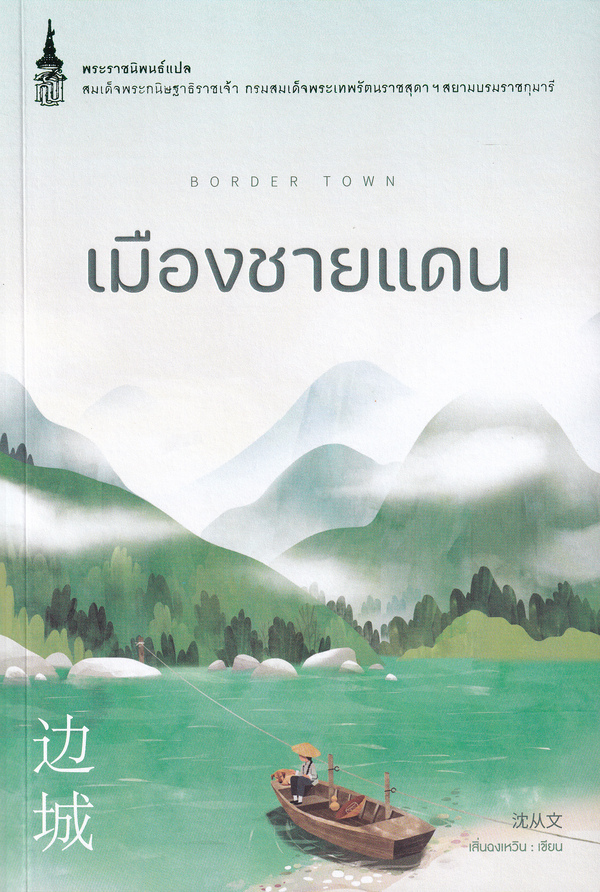 พระราชนิพนธ์แปล
สมเด็จพระกนิษฐาธิราชเจ้า กรมสมเด็จพระเทพรัตนราชสุดา ฯ สยามบรมราชกุมารี
BORDER TOWN
เมืองชายแดน
边
城
沈从文
เสิ่นฉงเหวิน : เขียน